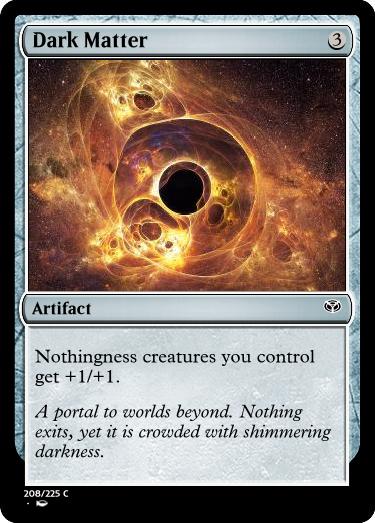 Dark Matter 3
Artifact
Nothingness creatures you control
get +1/+1.
A portal to worlds beyond. Nothing
exits, yet it is crowded with shimmering
darkness.
208/225 C